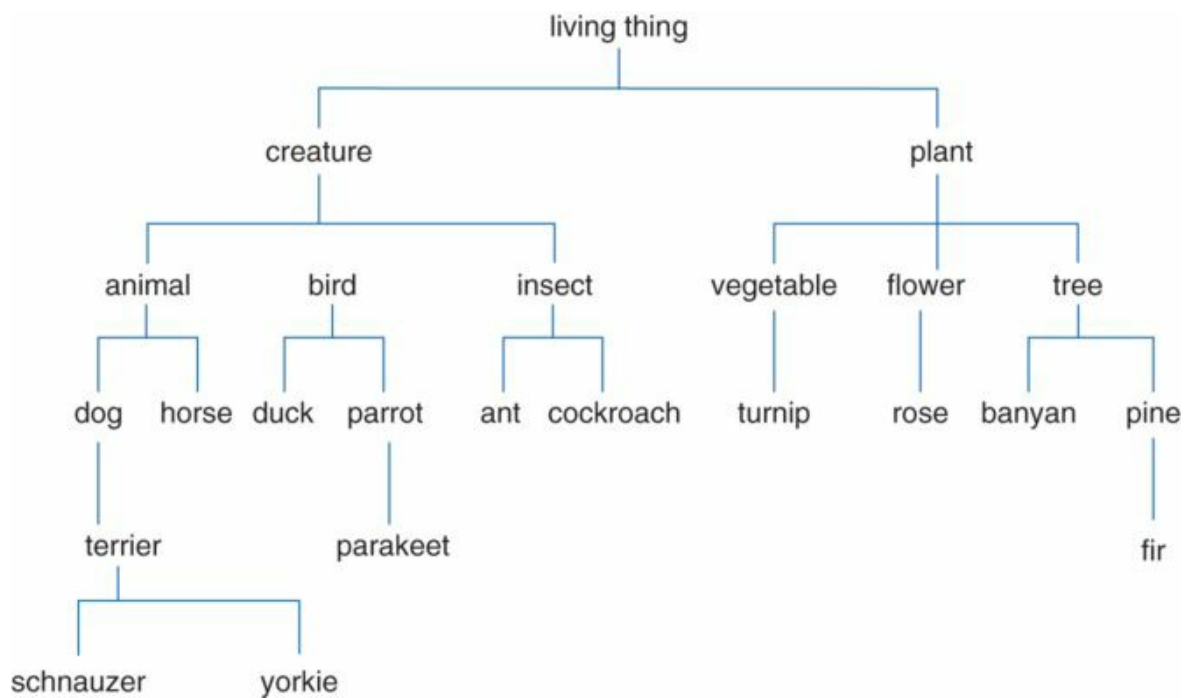 living thing
creature plant
animal bird insect vegetable flower tree
dog horse duck parrot ant cockroach turnip rose banyan pine
terrier parakeet fir
schnauzer yorkie